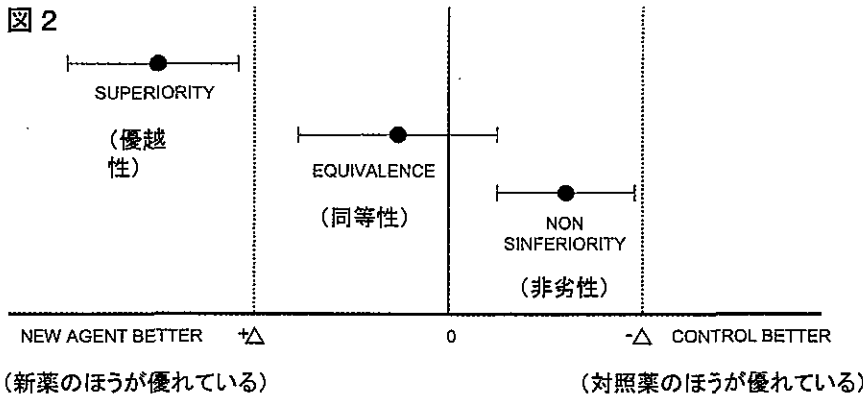 図2
SUPERIORITY
（優越
性）
EQUIVALENCE
（同等性）
NON
SINFERIORITY
（非劣性）
NEW AGENT BETTER +△ 0 -△ CONTROL BETTER
（新薬のほうが優れている） （対照薬のほうが優れている）